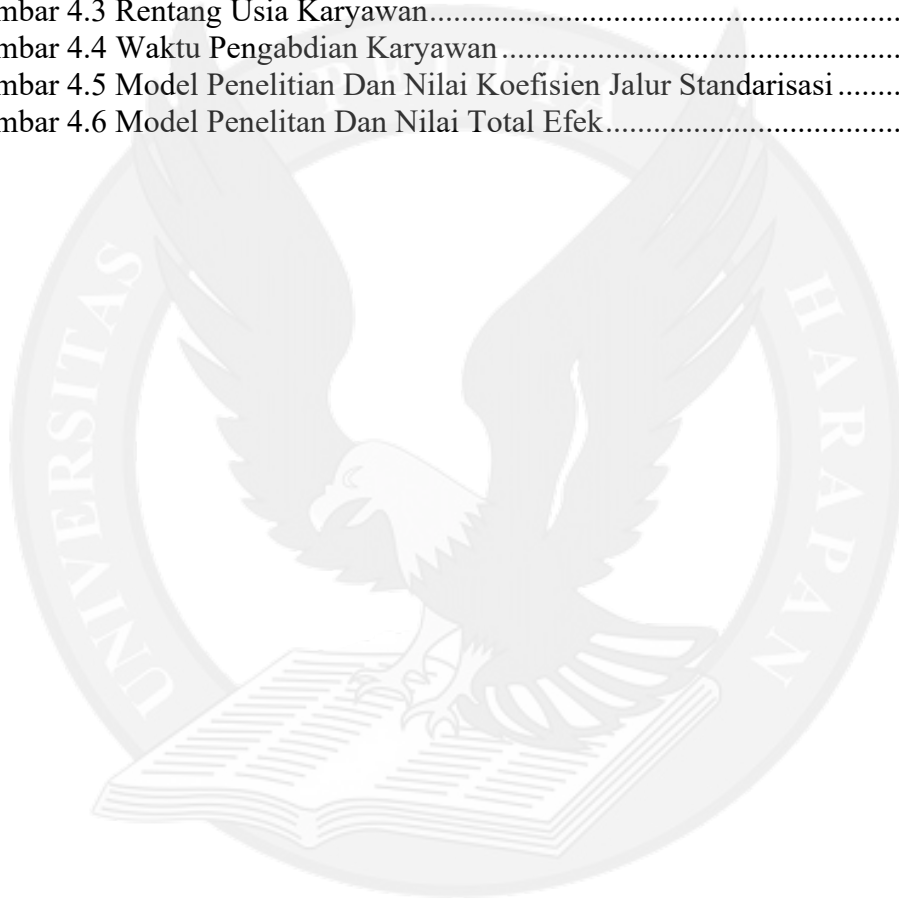 mbar 4.3 Rentang Usia Karyawan..........................................................
mbar 4.4 Waktu Pengabdian Karyawan.................................................
mbar 4.5 Model Penelitian Dan Nilai Koefisien Jalur Standarisasi........
mbar 4.6 Model Penelitan Dan Nilai Total Efek.....................................
UNIVERSITAS
PELITA
HARAPAN